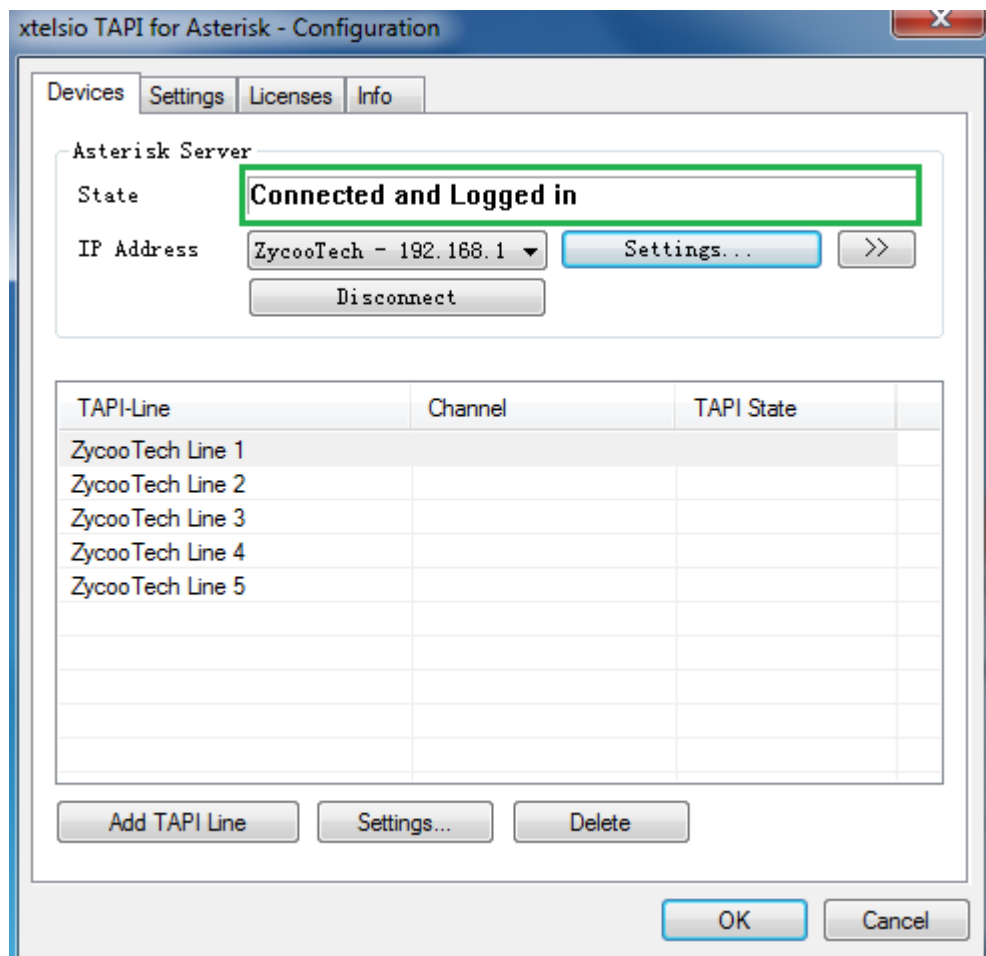 xtelsio TAPI for Asterisk - Configuration
X
Devices Settings Licenses Info
Asterisk Server
State Connected and Logged in
IP Address ZycooTech - 192.168.1 Settings... >>
Disconnect
TAPI-Line Channel TAPI State
ZycooTech Line 1
ZycooTech Line 2
ZycooTech Line 3
ZycooTech Line 4
ZycooTech Line 5
Add TAPI Line Settings... Delete
OK Cancel